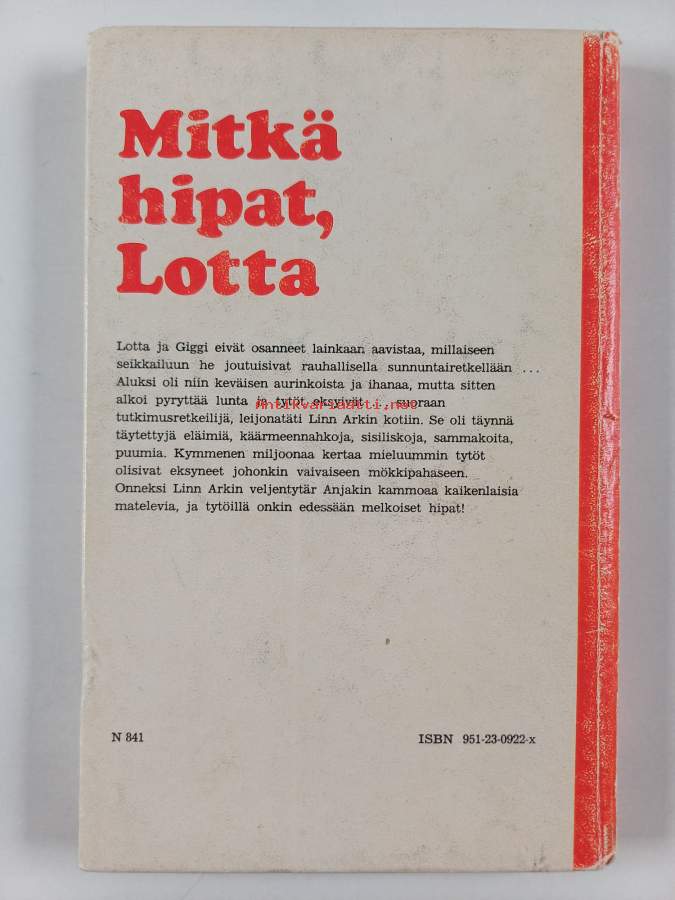 Mitkä
hipat,
Lotta
Lotta ja Giggi eivät osanneet lainkaan aavistaa, millaiseen
seikkailuun he joutuisivat rauhallisella sunnuntairetkellään ...
Aluksi oli niin keväisen aurinkoista ja ihanaa, mutta sitten
alkoi pyryttää lunta ja tytöt eksyivät ... suoraan
Antikvariaatti.net
tutkimusretkeilijä, leijonatäti Linn Arkin kotiin. Se oli täynnä
täytettyjä eläimiä, käärmeennahkoja, sisiliskoja, sammakoita,
puumia. Kymmenen miljoonaa kertaa mieluummin tytöt
olisivat eksyneet johonkin vaivaiseen mökkipahaseen.
Onneksi Linn Arkin veljentytär Anjakin kammoaa kaikenlaisia
matelevia, ja tytöillä onkin edessään melkoiset hipat!
N 841
ISBN 951-23-0922-x